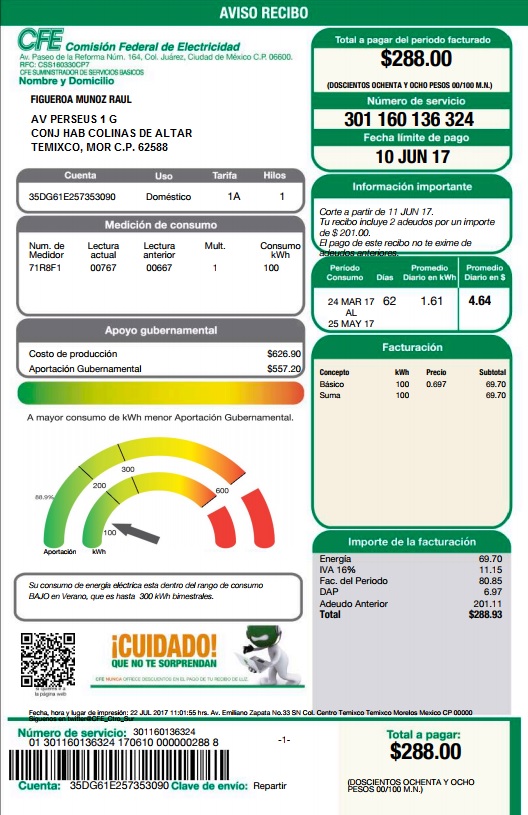 AVISO RECIBO
CFE Comisión Federal de Electricidad
Av. Paseo de la Reforma Núm. 164, Col. Juárez, Ciudad de México C.P. 06600.
RFC: CSS160330CP7
CFE SUMINISTRADOR DE SERVICIOS BASICOS
Nombre y Domicilio
FIGUEROA MUNOZ RAUL
AV PERSEUS 1 G
CONJ HAB COLINAS DE ALTAR
TEMIXCO, MOR C.P. 62588
Total a pagar del periodo facturado
$288.00
(DOSCIENTOS OCHENTA Y OCHO PESOS 00/100 M.N.)
Número de servicio
301 160 136 324
Fecha límite de pago
10 JUN 17
Cuenta Uso Tarifa Hilos
35DG61E257353090 Doméstico 1A 1
Información importante
Corte a partir de 11 JUN 17.
Tu recibo incluye 2 adeudos por un importe
de $ 201.00.
El pago de este recibo no te exime de
adeudos anteriores.
Medición de consumo
Num. de Medidor Lectura actual Lectura anterior Mult. Consumo kWh
71R8F1 00767 00667 1 100
Periodo Consumo Días Promedio Diario en kWh Promedio Diario en $
24 MAR 17 AL 25 MAY 17 62 1.61 4.64
Apoyo gubernamental
Costo de producción $626.90
Aportación Gubernamental $557.20
A mayor consumo de kWh menor Aportación Gubernamental.
300
200
600
88.9%
100
Aportación kWh
Facturación
Concepto kWh Precio Subtotal
Básico 100 0.697 69.70
Suma 100 69.70
Su consumo de energía eléctrica esta dentro del rango de consumo
BAJO en Verano, que es hasta 300 kWh bimestrales.
Importe de la facturación
Energía 69.70
IVA 16% 11.15
Fac. del Periodo 80.85
DAP 6.97
Adeudo Anterior 201.11
Total $288.93
la página web
¡CUIDADO!
QUE NO TE SORPRENDAN
CFE NUNCA OFRECE DESCUENTOS EN EL PAGO DE TU RECIBO DE LUZ
Fecha, hora y lugar de impresión: 22 JUL 2017 11:01:55 hrs. Av. Emiliano Zapata No.33 SN Col. Centro Temixco Temixco Morelos Mexico CP 00000
Síguenos en twitter@CFE_Ctro_Sur
Número de servicio: 301160136324
01 301160136324 170610 000000288 8
-1-
Cuenta: 35DG61E257353090 Clave de envío: Repartir
Total a pagar:
$288.00
(DOSCIENTOS OCHENTA Y OCHO
PESOS 00/100 M.N.)